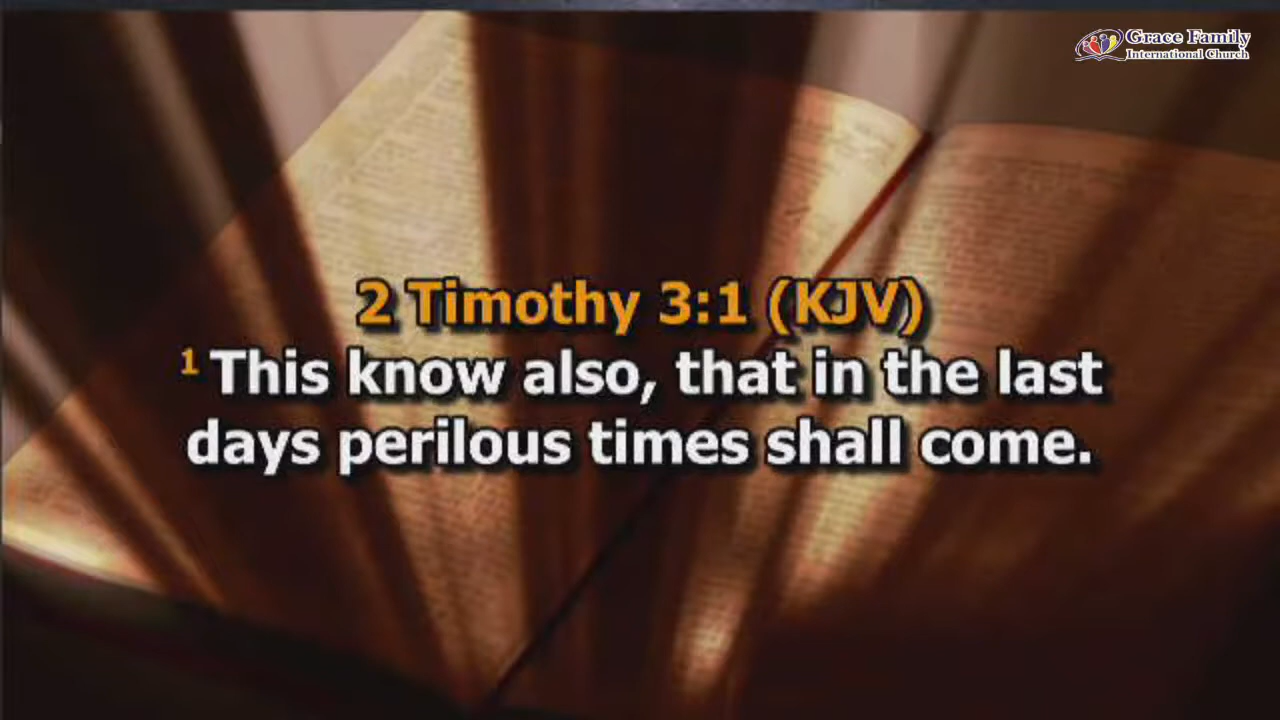 Grace Family
International Church
2 Timothy 3:1 (KJV)
1 This know also, that in the last
days perilous times shall come.